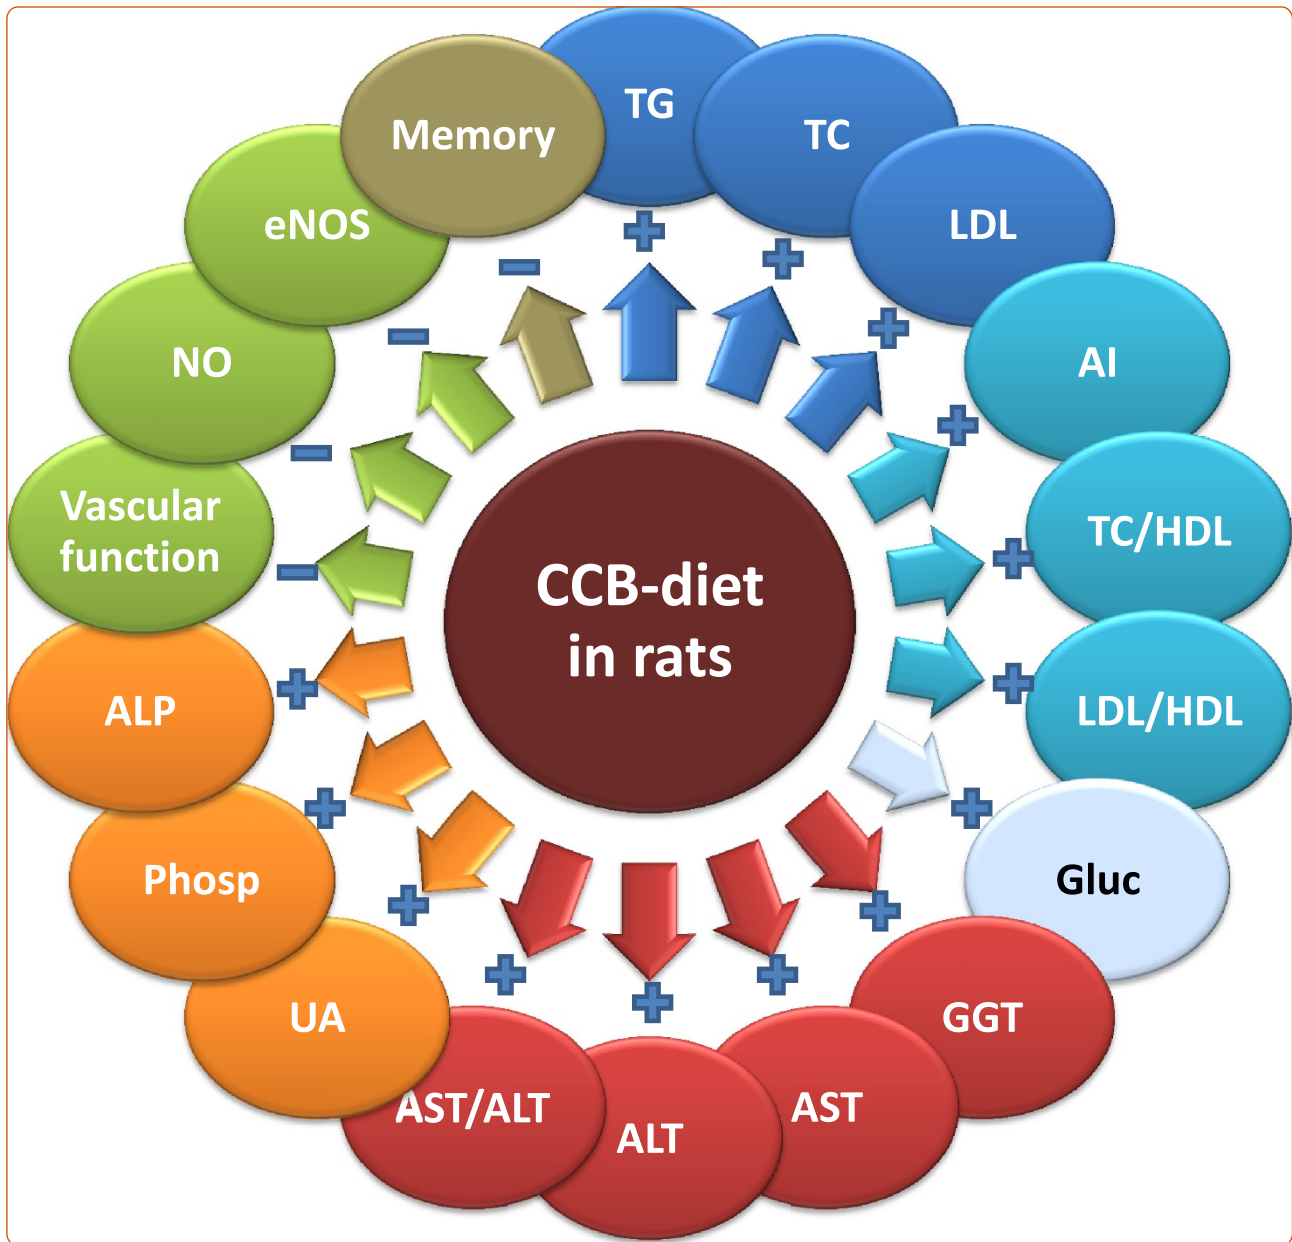 TG
TC
LDL
AI
TC/HDL
LDL/HDL
Gluc
GGT
AST
ALT
AST/ALT
UA
Phosp
ALP
Vascular
function
NO
eNOS
Memory
CCB-diet
in rats